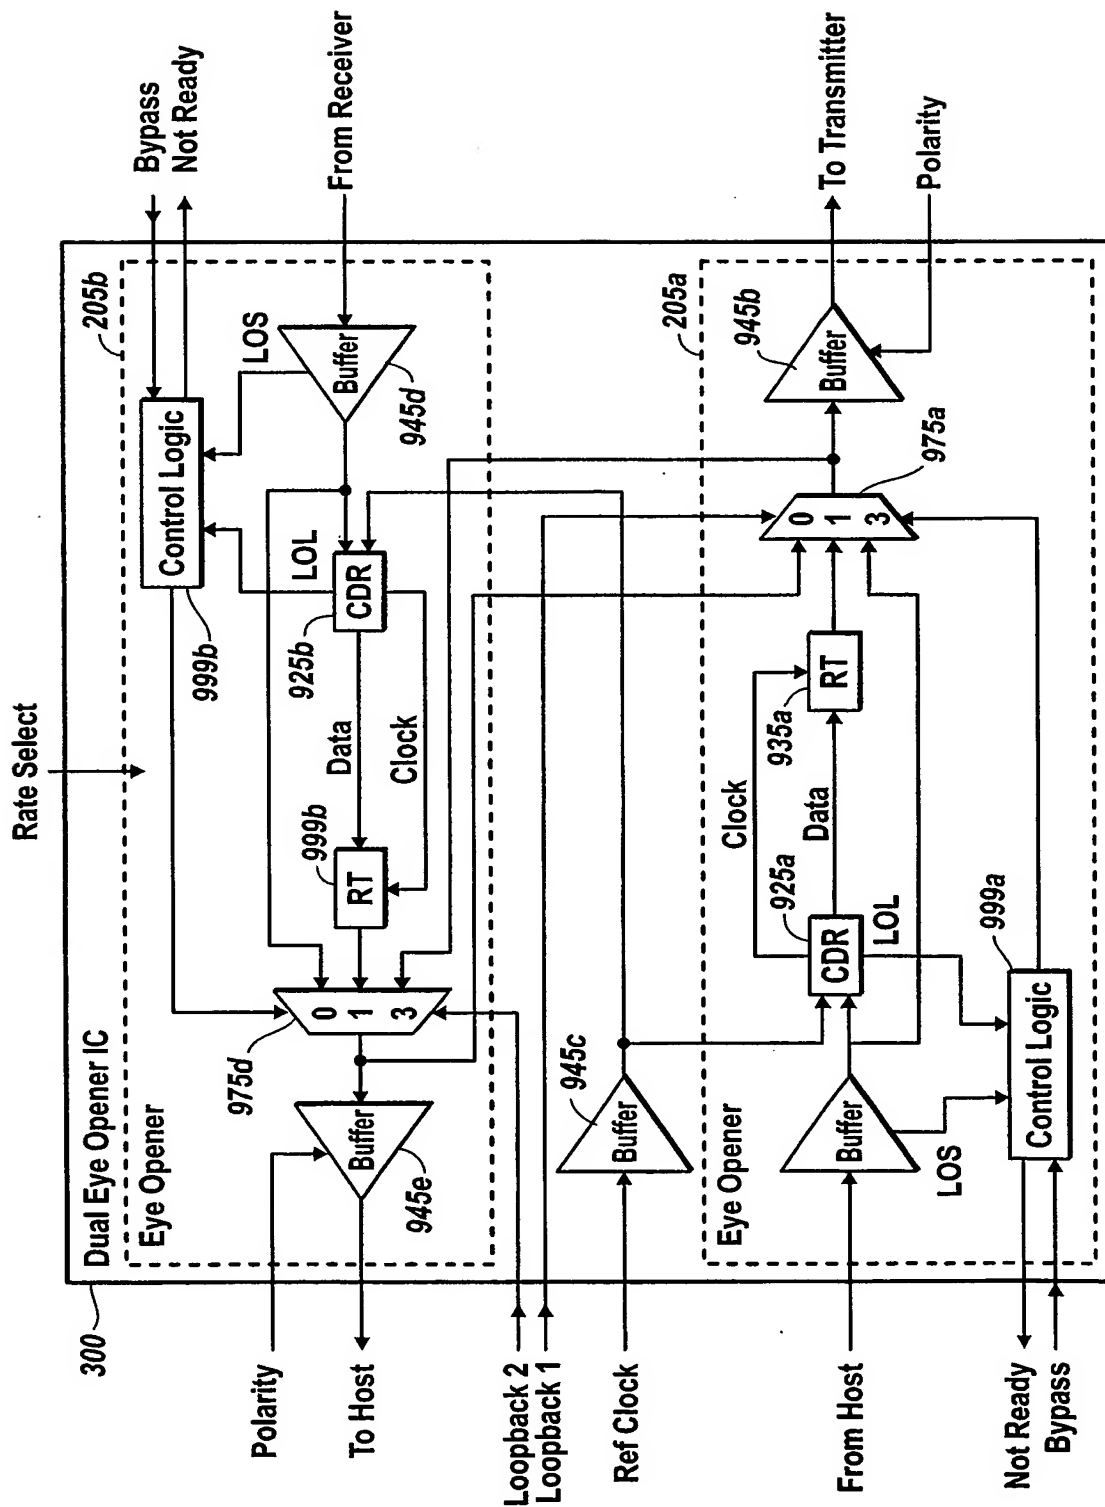 Rate Select
300
Dual Eye Opener IC
Eye Opener
205b
Bypass
Not Ready
Control Logic
999b
LOS
LOL
From Receiver
Buffer
945d
CDR
925b
Data
Clock
RT
999b
0
1
3
975d
Buffer
945e
Polarity
To Host
Loopback 2
Loopback 1
Ref Clock
Buffer
945c
Eye Opener
205a
From Host
Buffer
LOS
CDR
925a
LOL
Clock
Data
RT
935a
0
1
3
975a
Buffer
945b
To Transmitter
Polarity
Control Logic
999a
Not Ready
Bypass